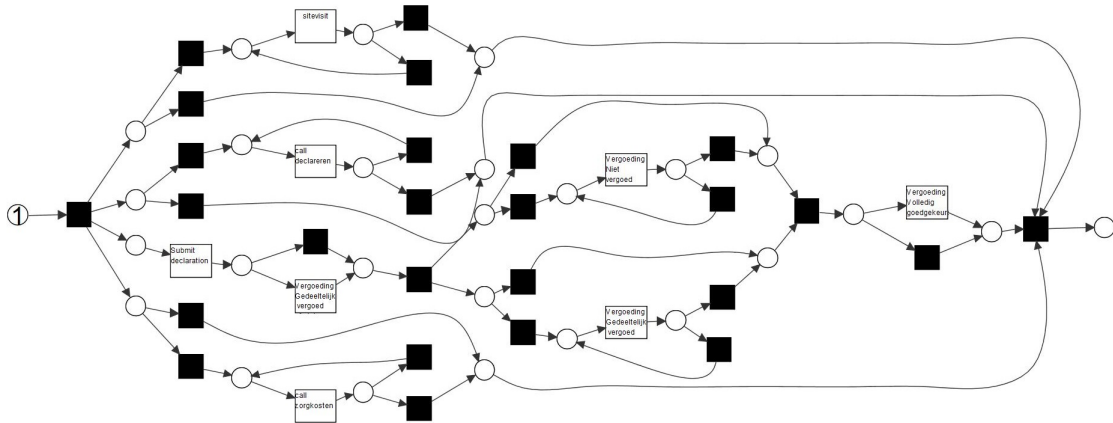 sitevisit
call
declareren
1
Submit
declaration
Vergoeding
Gedeeltelijk
vergoed
call
zorgkosten
Vergoeding
Niet
vergoed
Vergoeding
Gedeeltelijk
vergoed
Vergoeding
Volledig
goedgekeur